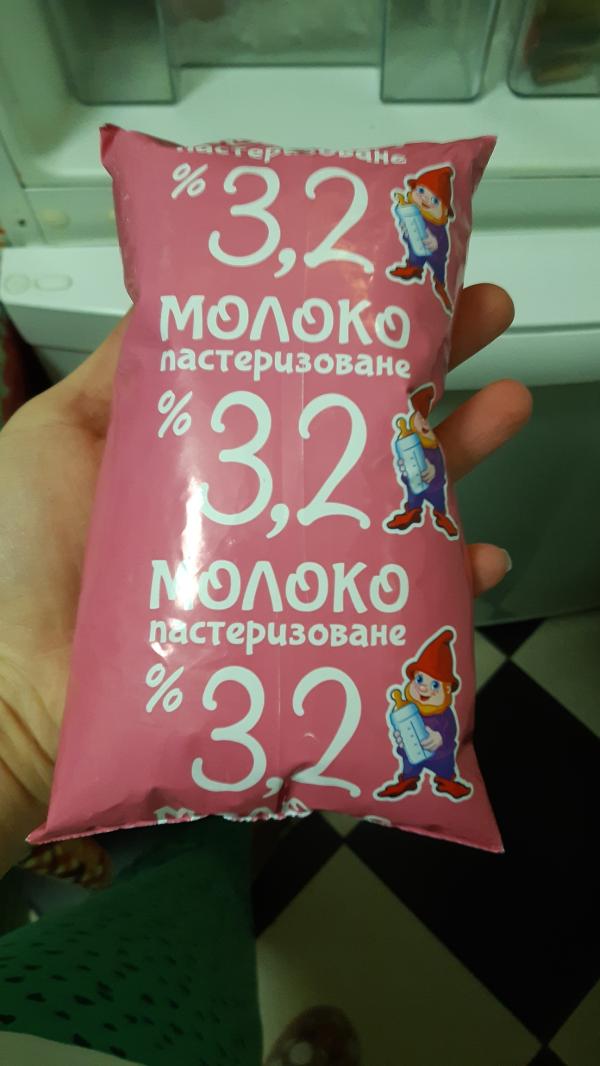 пастеризоване
% 3,2
молоко
пастеризоване
% 3,2
молоко
пастеризоване
% 3,2